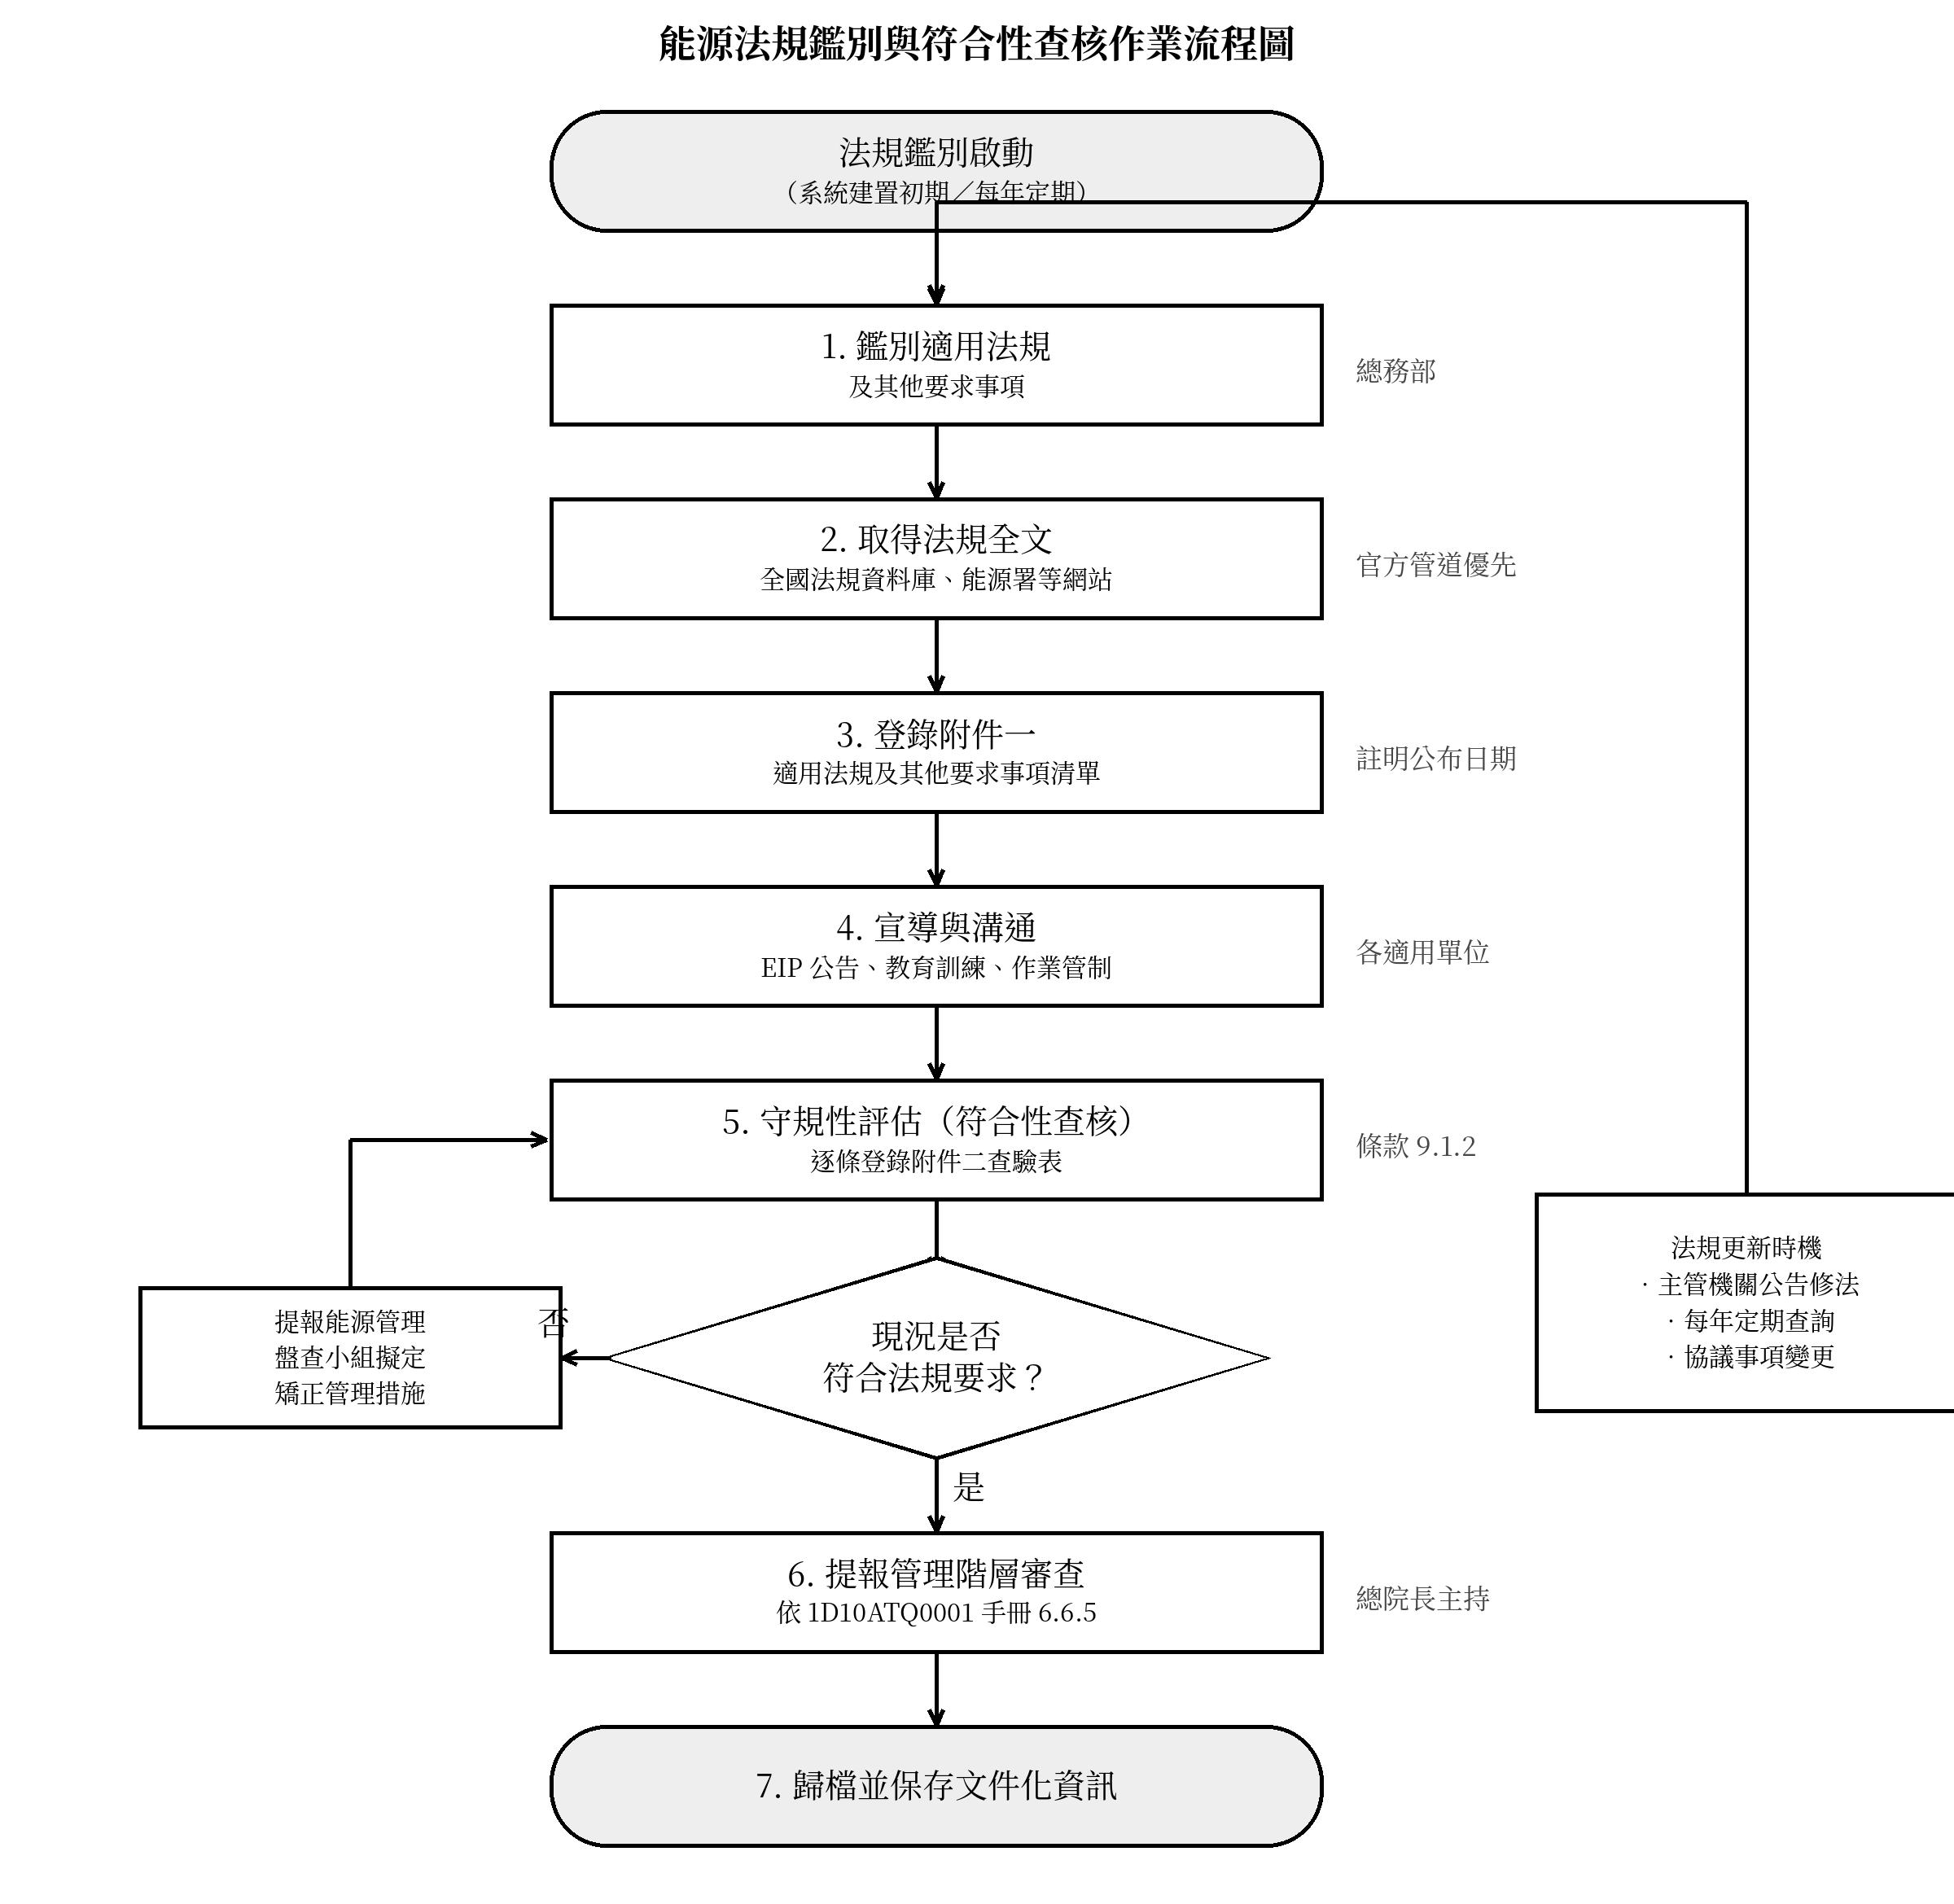 能源法規鑑別與符合性查核作業流程圖
法規鑑別啟動
（系統建置初期／每年定期）
1. 鑑別適用法規
及其他要求事項
總務部
2. 取得法規全文
全國法規資料庫、能源署等網站
官方管道優先
3. 登錄附件一
適用法規及其他要求事項清單
註明公布日期
4. 宣導與溝通
EIP 公告、教育訓練、作業管制
各適用單位
5. 守規性評估（符合性查核）
逐條登錄附件二查驗表
條款 9.1.2
法規更新時機
· 主管機關公告修法
· 每年定期查詢
· 協議事項變更
現況是否
符合法規要求？
否
提報能源管理
盤查小組擬定
矯正管理措施
是
6. 提報管理階層審查
依 1D10ATQ0001 手冊 6.6.5
總院長主持
7. 歸檔並保存文件化資訊